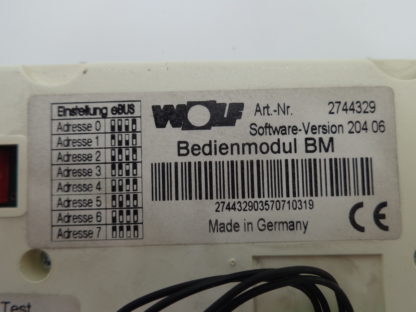 Einstellung eBUS
Adresse 0
Adresse 1
Adresse 2
Adresse 3
Adresse 4
Adresse 5
Adresse 6
Adresse 7
WOLF
Art.-Nr. 2744329
Software-Version 204 06
Bedienmodul BM
274432903570710319
Made in Germany
CE
Test